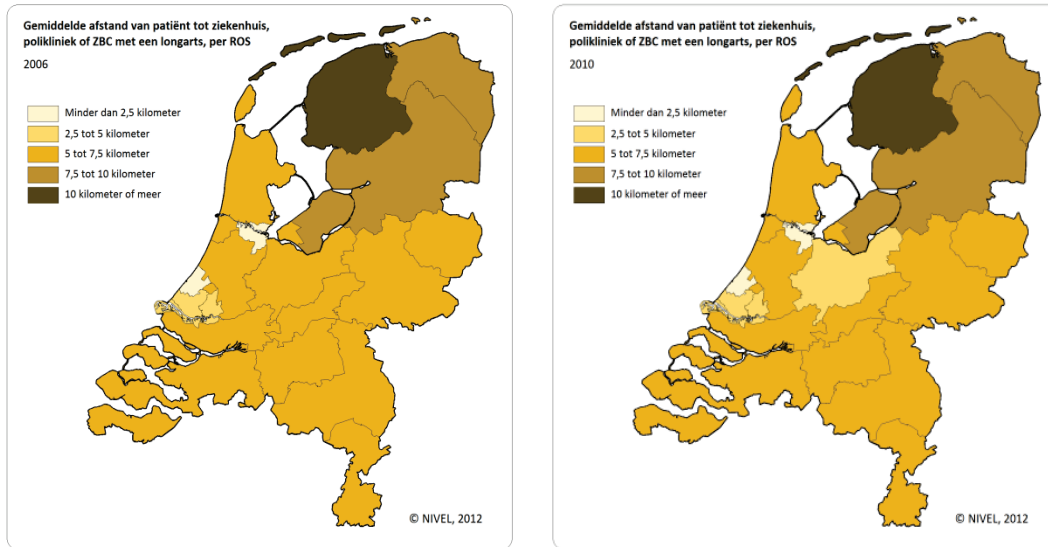 Gemiddelde afstand van patiënt tot ziekenhuis,
polikliniek of ZBC met een longarts, per ROS
2006
Minder dan 2,5 kilometer
2,5 tot 5 kilometer
5 tot 7,5 kilometer
7,5 tot 10 kilometer
10 kilometer of meer
© NIVEL, 2012
Gemiddelde afstand van patiënt tot ziekenhuis,
polikliniek of ZBC met een longarts, per ROS
2010
Minder dan 2,5 kilometer
2,5 tot 5 kilometer
5 tot 7,5 kilometer
7,5 tot 10 kilometer
10 kilometer of meer
© NIVEL, 2012